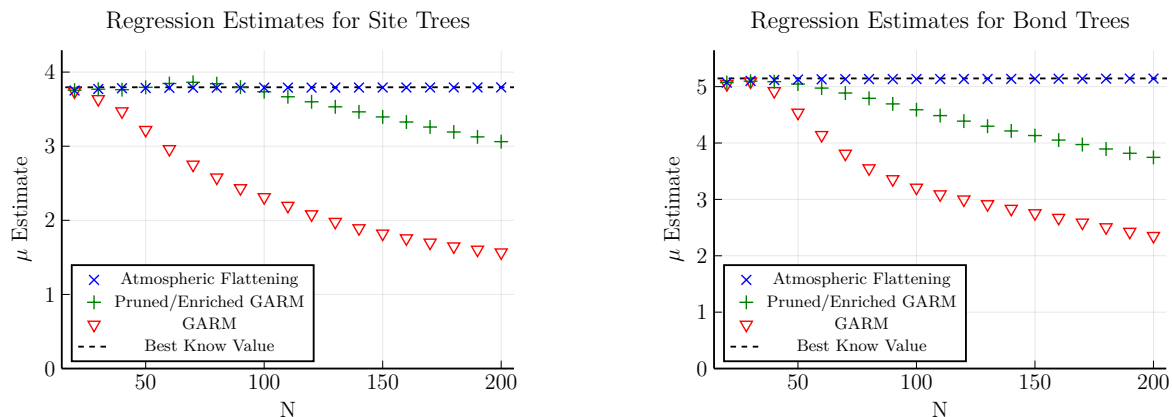 Regression Estimates for Site Trees
4
3
2
1
0
μ Estimate
Atmospheric Flattening
Pruned/Enriched GARM
GARM
Best Know Value
50
100
150
200
N
Regression Estimates for Bond Trees
5
4
3
2
1
0
μ Estimate
Atmospheric Flattening
Pruned/Enriched GARM
GARM
Best Know Value
50
100
150
200
N